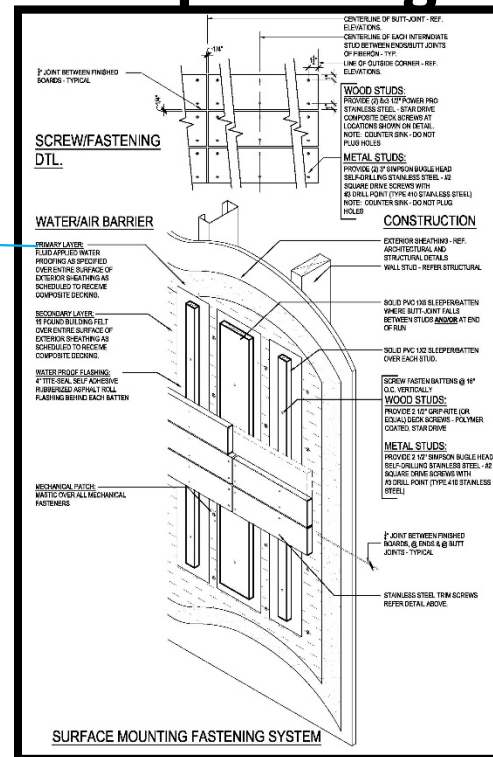 CENTERLINE OF BUTT-JOINT - REF.
ELEVATIONS.
CENTERLINE OF EACH INTERMDIATE
STUD BETWEEN ENDS/BUTT JOINTS
OF FIBERON - TYP.
LINE OF OUTSIDE CORNER - REF.
ELEVATIONS.
1/4"
JOINT BETWEEN FINISHED
BOARDS - TYPICAL
WOOD STUDS:
PROVIDE (2) 8x3 1/2" POWER PRO
STAINLESS STEEL - STAR DRIVE
COMPOSITE DECK SCREWS AT
LOCATIONS SHOWN ON DETAIL.
NOTE: COUNTER SINK - DO NOT
PLUG HOLES
SCREW/FASTENING
DTL.
METAL STUDS:
PROVIDE (2) 3" SIMPSON BUGLE HEAD
SELF-DRILLING STAINLESS STEEL - #2
SQUARE DRIVE SCREWS WITH
#3 DRILL POINT (TYPE 410 STAINLESS STEEL)
NOTE: COUNTER SINK - DO NOT PLUG
HOLES
WATER/AIR BARRIER
PRIMARY LAYER:
FLUID APPLIED WATER
PROOFING AS SPECIFIED
OVER ENTIRE SURFACE OF
EXTERIOR SHEATHING AS
SCHEDULED TO RECEIVE
COMPOSITE DECKING.
SECONDARY LAYER:
15 POUND BUILDING FELT
OVER ENTIRE SURFACE OF
EXTERIOR SHEATHING AS
SCHEDULED TO RECEIVE
COMPOSITE DECKING.
WATER PROOF FLASHING:
4" TITE-SEAL SELF ADHESIVE
RUBBERIZED ASPHALT ROLL
FLASHING BEHIND EACH BATTEN
MECHANICAL PATCH:
MASTIC OVER ALL MECHANICAL
FASTENERS
CONSTRUCTION
EXTERIOR SHEATHING - REF.
ARCHITECTURAL AND
STRUCTURAL DETAILS
WALL STUD - REFER STRUCTURAL
SOLID PVC 1X6 SLEEPER/BATTEN
WHERE BUTT-JOINT FALLS
BETWEEN STUDS AND/OR AT END
OF RUN
SOLID PVC 1X2 SLEEPER/BATTEN
OVER EACH STUD.
SCREW FASTEN BATTENS @ 16"
O.C. VERTICALLY
WOOD STUDS:
PROVIDE 2 1/2" GRIP-RITE (OR
EQUAL) DECK SCREWS - POLYMER
COATED, STAR DRIVE
METAL STUDS:
PROVIDE 2 1/2" SIMPSON BUGLE HEAD
SELF-DRILLING STAINLESS STEEL - #2
SQUARE DRIVE SCREWS WITH
#3 DRILL POINT (TYPE 410 STAINLESS
STEEL)
JOINT BETWEEN FINISHED
BOARDS, @ ENDS & @ BUTT
JOINTS - TYPICAL
STAINLESS STEEL TRIM SCREWS
REFER DETAIL ABOVE.
SURFACE MOUNTING FASTENING SYSTEM